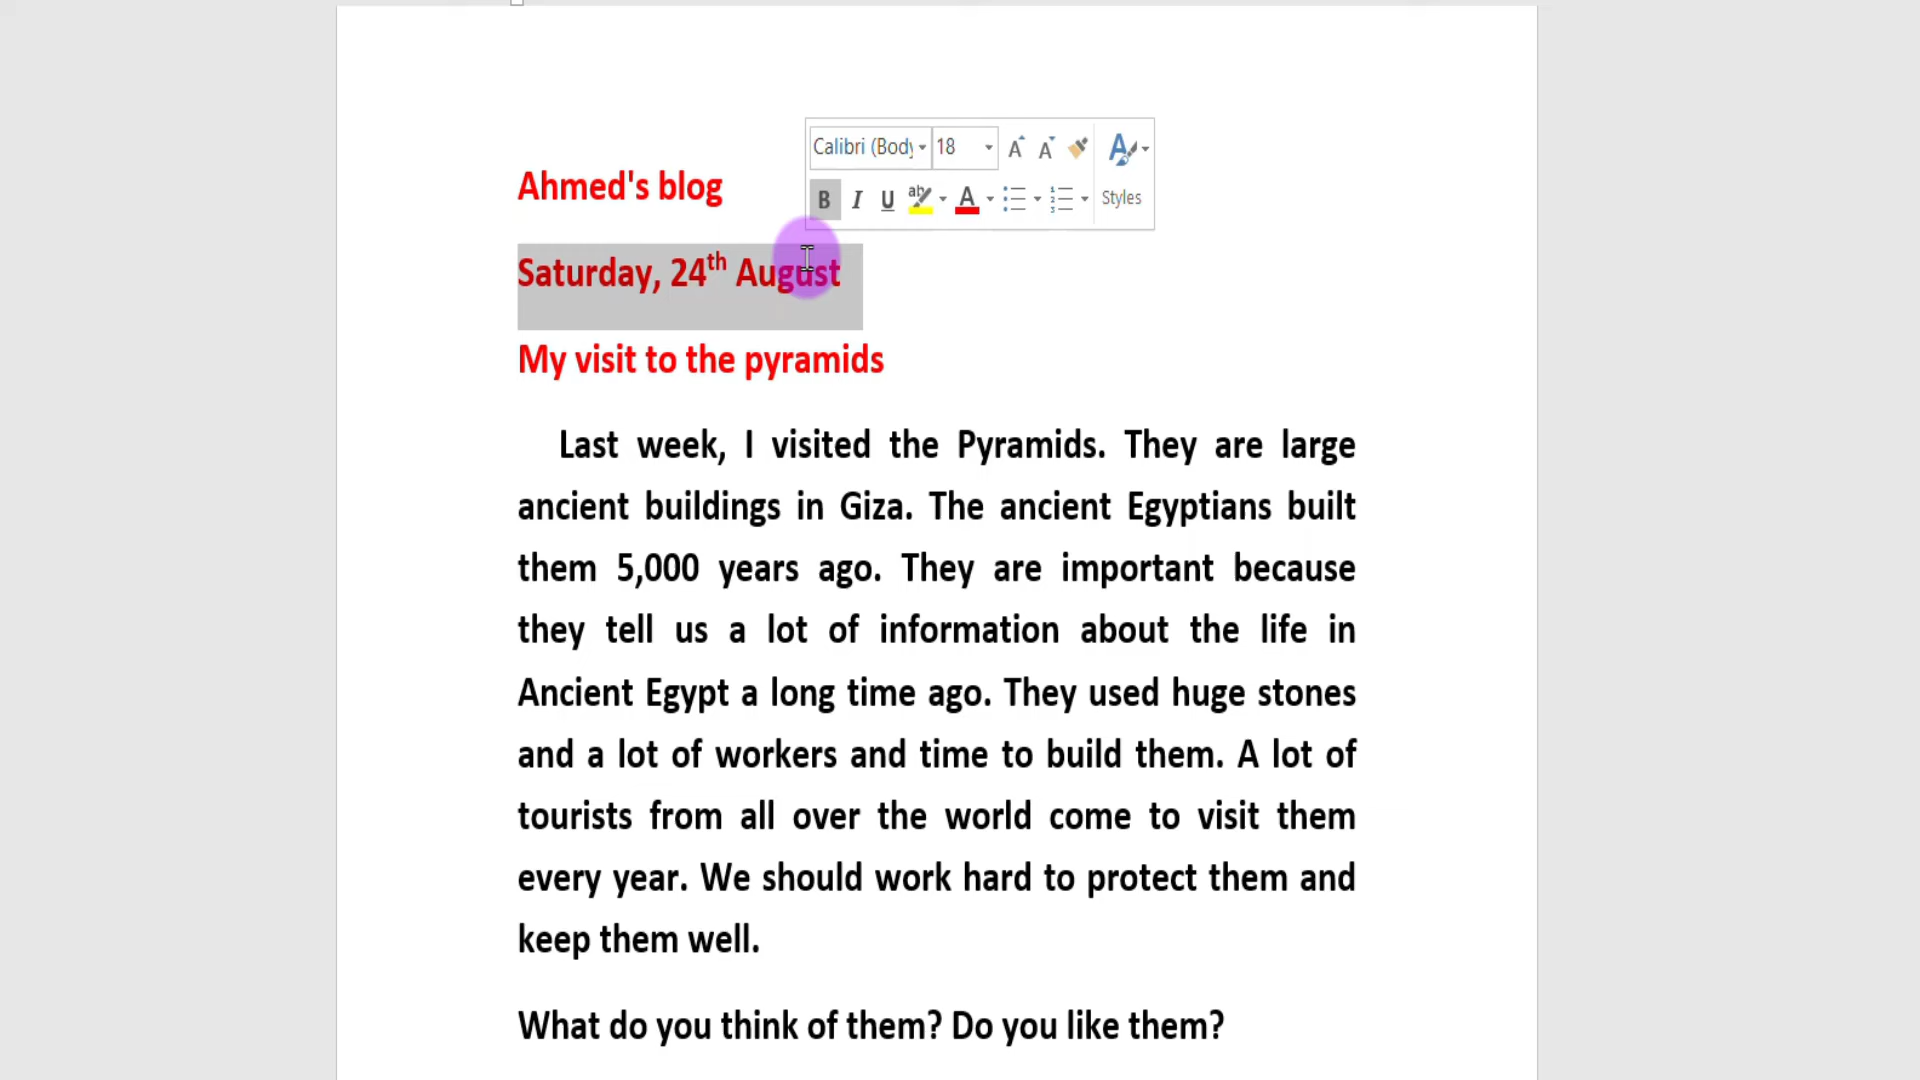 Calibri (Body
18
Ahmed's blog
B I U
Styles
Saturday, 24th August
My visit to the pyramids
Last week, I visited the Pyramids. They are large
ancient buildings in Giza. The ancient Egyptians built
them 5,000 years ago. They are important because
they tell us a lot of information about the life in
Ancient Egypt a long time ago. They used huge stones
and a lot of workers and time to build them. A lot of
tourists from all over the world come to visit them
every year. We should work hard to protect them and
keep them well.
What do you think of them? Do you like them?